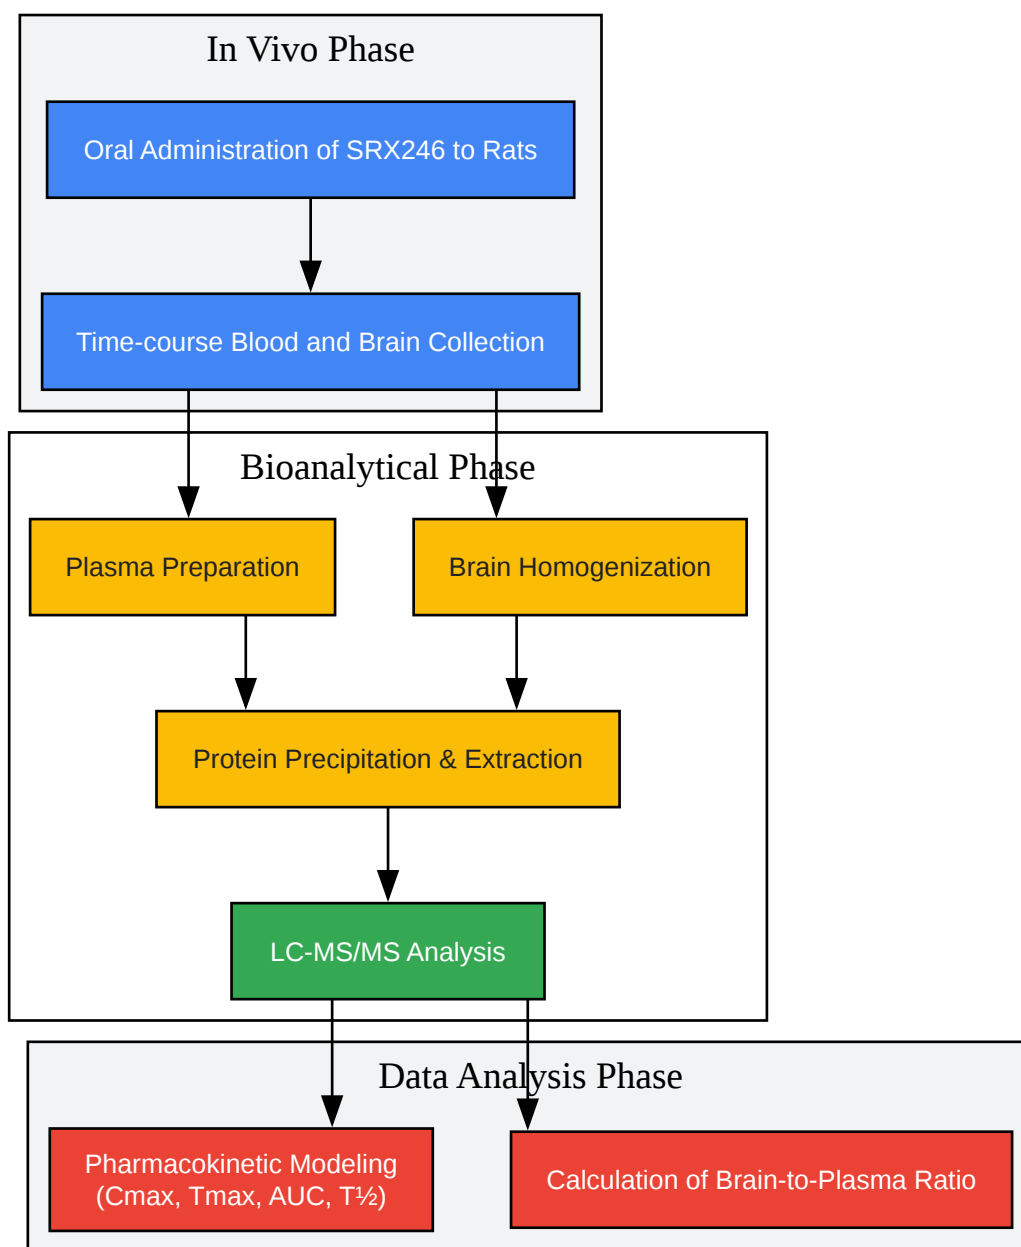 In Vivo Phase
Oral Administration of SRX246 to Rats
Time-course Blood and Brain Collection
Bioanalytical Phase
Plasma Preparation
Brain Homogenization
Protein Precipitation & Extraction
LC-MS/MS Analysis
Data Analysis Phase
Pharmacokinetic Modeling
(Cmax, Tmax, AUC, T½)
Calculation of Brain-to-Plasma Ratio